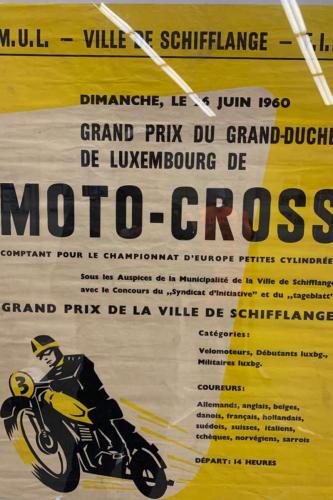 M.U.L. – VILLE DE SCHIFFLANGE –
DIMANCHE, LE 26 JUIN 1960
GRAND PRIX DU GRAND-DUCHE
DE LUXEMBOURG DE
MOTO-CROSS
COMPTANT POUR LE CHAMPIONNAT D'EUROPE PETITES CYLINDRÉE
Sous les Auspices de la Municipalité de la Ville de Schifflange
avec le Concours du „Syndicat d'Initiative" et du „tageblatt"
GRAND PRIX DE LA VILLE DE SCHIFFLANGE
Catégories:
Velomoteurs, Débutants luxbg.,
Militaires luxbg.
COUREURS:
Allemands, anglais, belges,
danois, français, hollandais,
suédois, suisses, italiens,
tchèques, norvégiens, sarrois
3
DÉPART: 14 HEURES